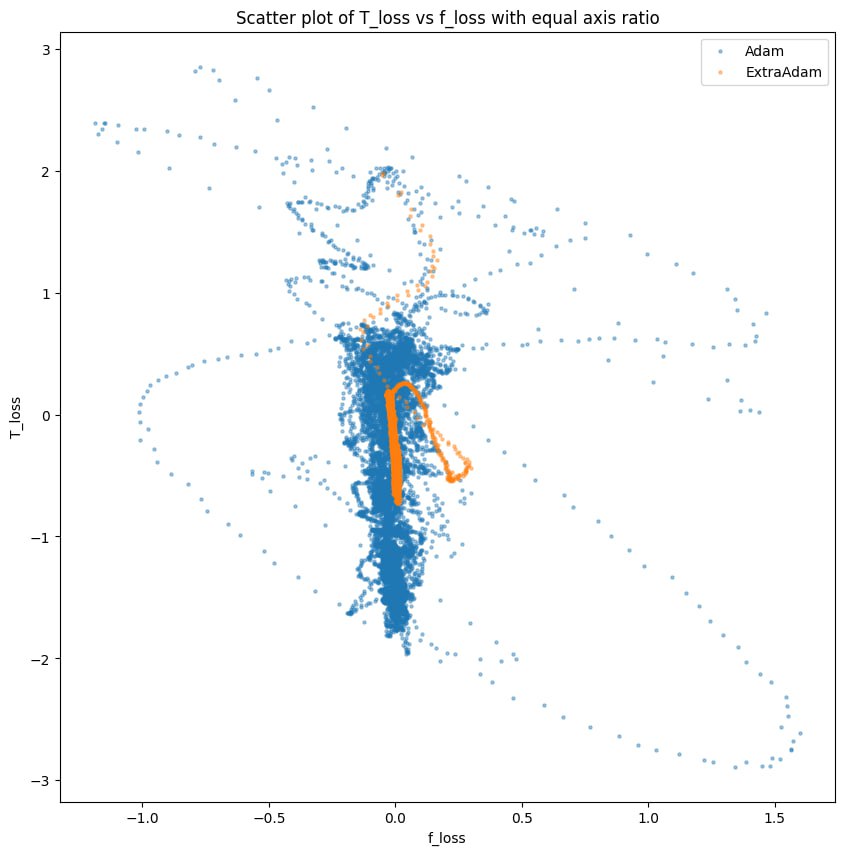 Scatter plot of T_loss vs f_loss with equal axis ratio
Adam
ExtraAdam
T_loss
3
2
1
0
−1
−2
−3
−1.0
−0.5
0.0
0.5
1.0
1.5
f_loss